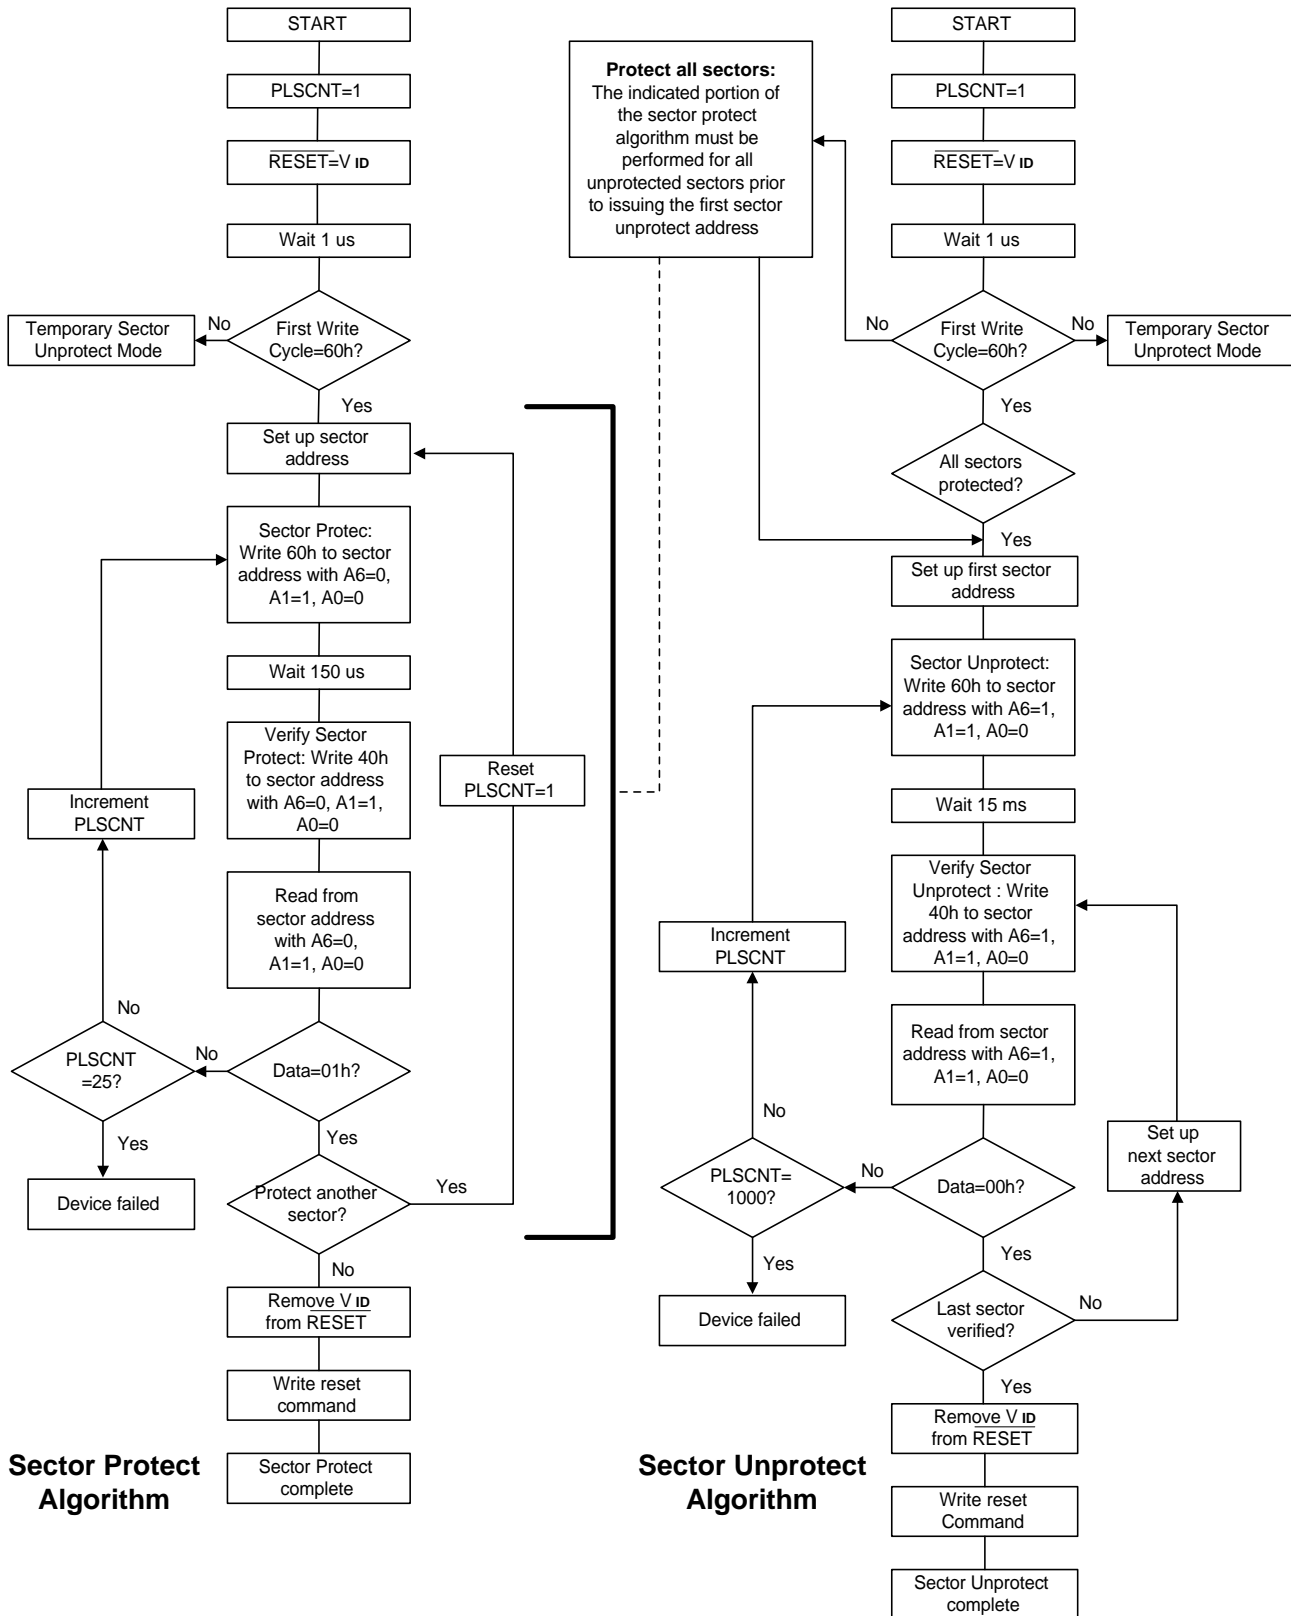 START
PLSCNT=1
RESET=V ID
Wait 1 us
First Write
Cycle=60h?
No
Temporary Sector
Unprotect Mode
Yes
Set up sector
address
Sector Protec:
Write 60h to sector
address with A6=0,
A1=1, A0=0
Wait 150 us
Verify Sector
Protect: Write 40h
to sector address
with A6=0, A1=1,
A0=0
Reset
PLSCNT=1
Increment
PLSCNT
Read from
sector address
with A6=0,
A1=1, A0=0
No
PLSCNT
=25?
No
Data=01h?
Yes
Device failed
Yes
Protect another
sector?
Yes
No
Remove V ID
from RESET
Write reset
command
Sector Protect
complete
Sector Protect
Algorithm
Protect all sectors:
The indicated portion of
the sector protect
algorithm must be
performed for all
unprotected sectors prior
to issuing the first sector
unprotect address
START
PLSCNT=1
RESET=V ID
Wait 1 us
No
First Write
Cycle=60h?
No
Temporary Sector
Unprotect Mode
Yes
All sectors
protected?
Yes
Set up first sector
address
Sector Unprotect:
Write 60h to sector
address with A6=1,
A1=1, A0=0
Wait 15 ms
Verify Sector
Unprotect : Write
40h to sector
address with A6=1,
A1=1, A0=0
Increment
PLSCNT
Read from sector
address with A6=1,
A1=1, A0=0
No
PLSCNT=
1000?
No
Data=00h?
Set up
next sector
address
Yes
Device failed
Yes
Last sector
verified?
No
Yes
Remove V ID
from RESET
Write reset
Command
Sector Unprotect
complete
Sector Unprotect
Algorithm